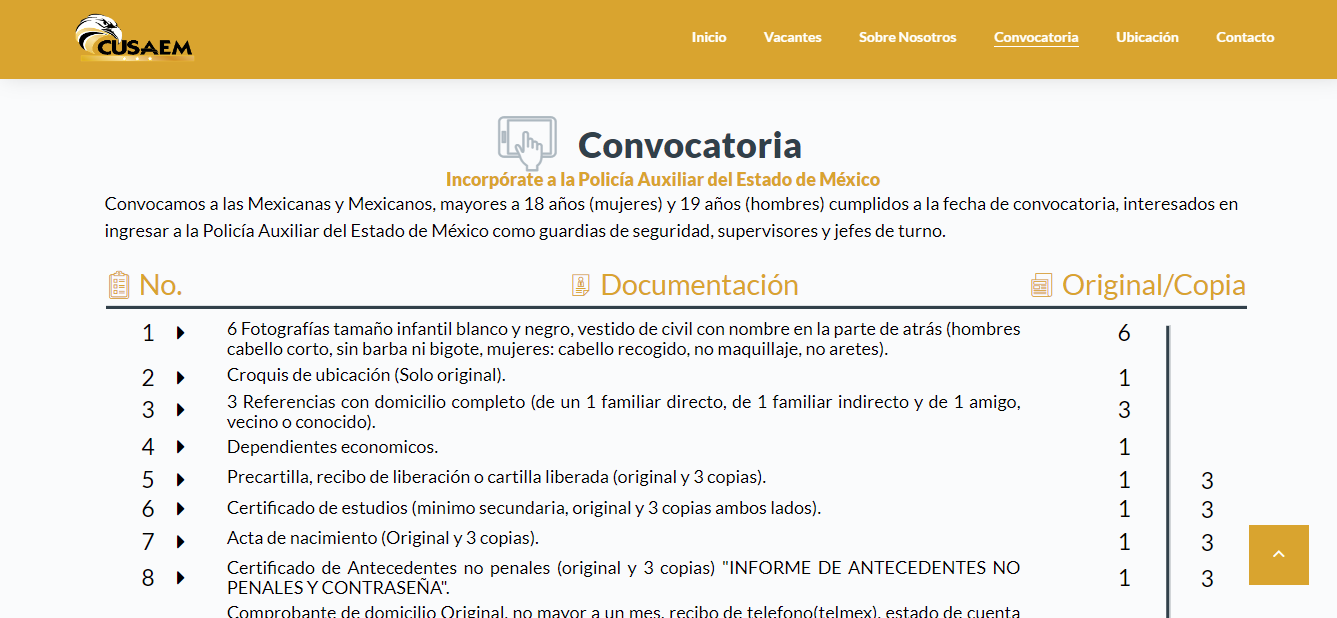 CUSAEM
Inicio
Vacantes
Sobre Nosotros
Convocatoria
Ubicación
Contacto
Convocatoria
Incorpórate a la Policía Auxiliar del Estado de México
Convocamos a las Mexicanas y Mexicanos, mayores a 18 años (mujeres) y 19 años (hombres) cumplidos a la fecha de convocatoria, interesados en
ingresar a la Policía Auxiliar del Estado de México como guardias de seguridad, supervisores y jefes de turno.
No. Documentación Original/Copia
1 6 Fotografías tamaño infantil blanco y negro, vestido de civil con nombre en la parte de atrás (hombres 6
cabello corto, sin barba ni bigote, mujeres: cabello recogido, no maquillaje, no aretes).
2 Croquis de ubicación (Solo original). 1
3 3 Referencias con domicilio completo (de un 1 familiar directo, de 1 familiar indirecto y de 1 amigo, 3
vecino o conocido).
4 Dependientes economicos. 1
5 Precartilla, recibo de liberación o cartilla liberada (original y 3 copias). 1 3
6 Certificado de estudios (minimo secundaria, original y 3 copias ambos lados). 1 3
7 Acta de nacimiento (Original y 3 copias). 1 3
8 Certificado de Antecedentes no penales (original y 3 copias) "INFORME DE ANTECEDENTES NO 1 3
PENALES Y CONTRASEÑA".
Comprobante de domicilio Original, no mayor a un mes, recibo de telefono(telmex), estado de cuenta